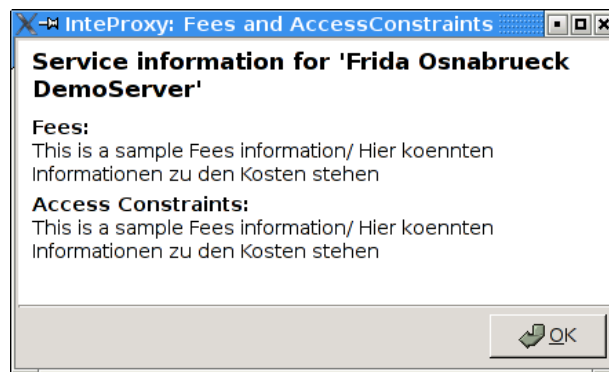 InteProxy: Fees and AccessConstraints
Service information for 'Frida Osnabrueck
DemoServer'
Fees:
This is a sample Fees information/ Hier koennten
Informationen zu den Kosten stehen
Access Constraints:
This is a sample Fees information/ Hier koennten
Informationen zu den Kosten stehen
OK